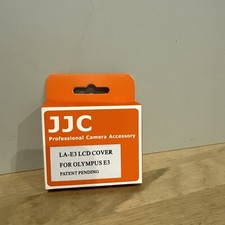 JJC
Professional Camera Accessory
LA-E3 LCD COVER
FOR OLYMPUS E3
PATENT PENDING